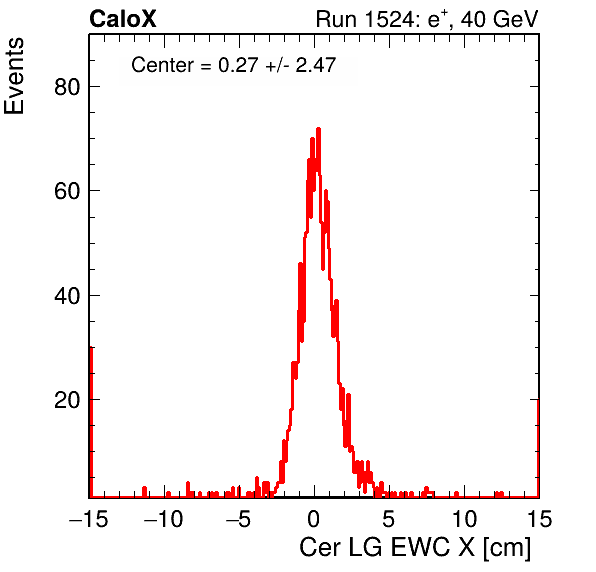 CaloX Run 1524: e⁺, 40 GeV
Events
Center = 0.27 +/- 2.47
80
60
40
20
−15 −10 −5 0 5 10 15
Cer LG EWC X [cm]